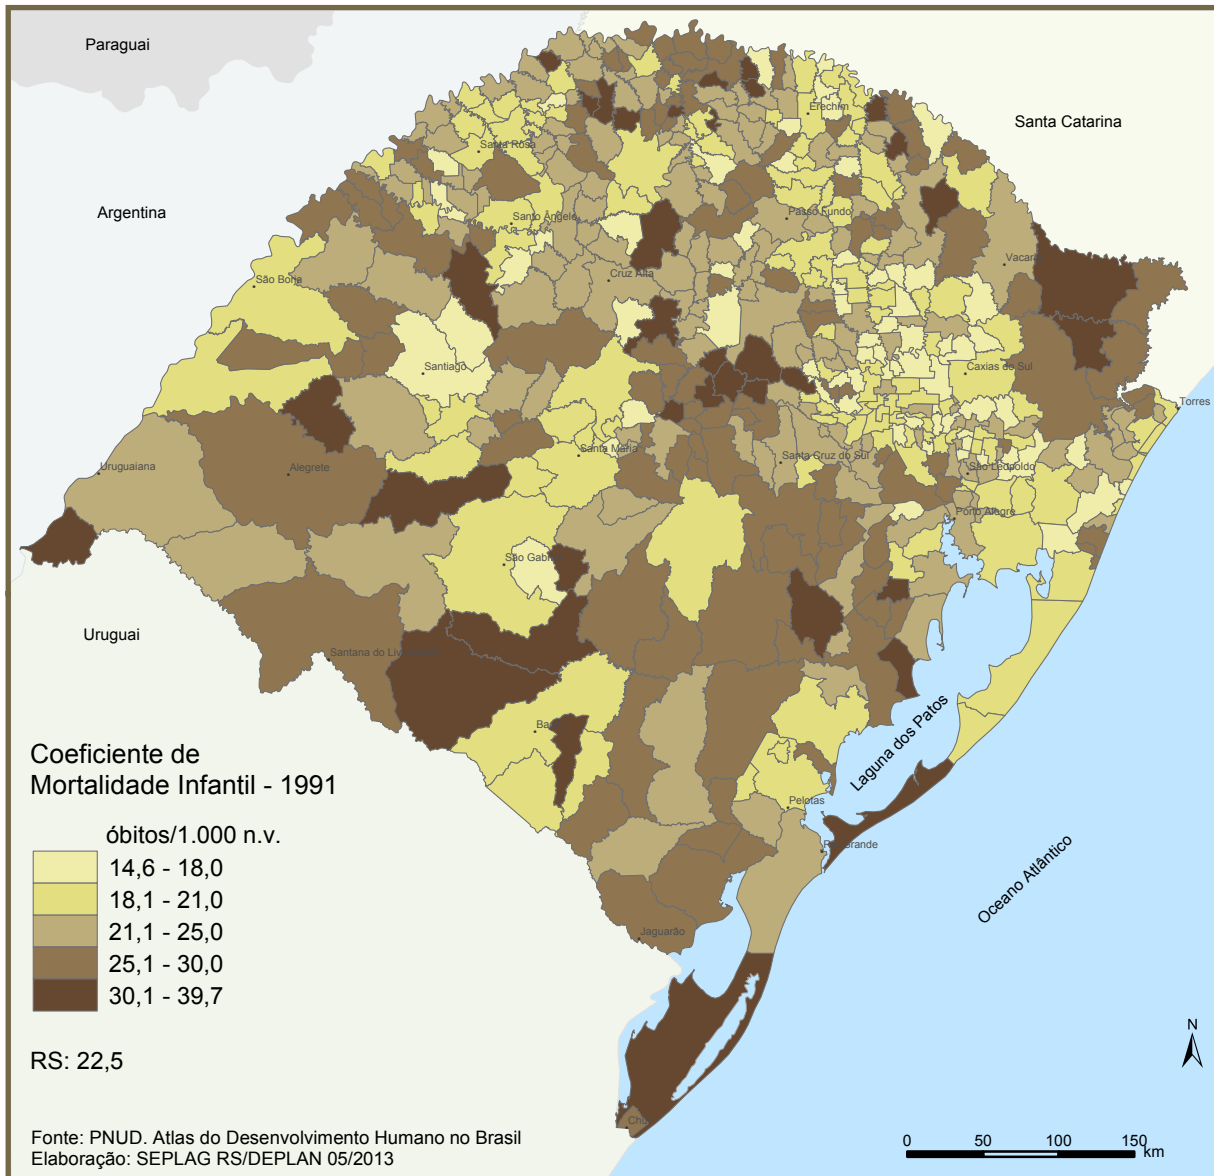 Paraguai
Santa Catarina
Argentina
Erechim
Santa Rosa
Santo Ângelo
Passo Fundo
São Borja
Cruz Alta
Vacaria
Santiago
Caxias do Sul
Torres
Uruguaiana
Alegrete
Santa Maria
Santa Cruz do Sul
São Leopoldo
Porto Alegre
São Gabriel
Uruguai
Santana do Livramento
Bagé
Laguna dos Patos
Pelotas
Rio Grande
Oceano Atlântico
Jaguarão
Chuí
Coeficiente de
Mortalidade Infantil - 1991
óbitos/1.000 n.v.
14,6 - 18,0
18,1 - 21,0
21,1 - 25,0
25,1 - 30,0
30,1 - 39,7
RS: 22,5
N
Fonte: PNUD. Atlas do Desenvolvimento Humano no Brasil
Elaboração: SEPLAG RS/DEPLAN 05/2013
0 50 100 150
km